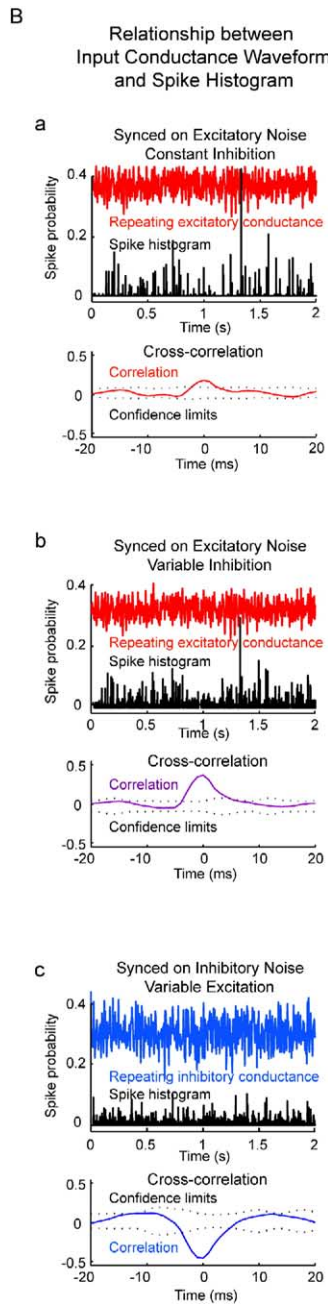 B
Relationship between
Input Conductance Waveform
and Spike Histogram
a
Synced on Excitatory Noise
Constant Inhibition
Spike probability
0.4
0.2
0
Repeating excitatory conductance
Spike histogram
0 0.5 1 1.5 2
Time (s)
Cross-correlation
0.5
0
-0.5
Correlation
Confidence limits
-20 -10 0 10 20
Time (ms)
b
Synced on Excitatory Noise
Variable Inhibition
Spike probability
0.4
0.2
0
Repeating excitatory conductance
Spike histogram
0 0.5 1 1.5 2
Time (s)
Cross-correlation
0.5
0
-0.5
Correlation
Confidence limits
-20 -10 0 10 20
Time (ms)
c
Synced on Inhibitory Noise
Variable Excitation
Spike probability
0.4
0.2
0
Repeating inhibitory conductance
Spike histogram
0 0.5 1 1.5 2
Time (s)
Cross-correlation
0.5
0
-0.5
Confidence limits
Correlation
-20 -10 0 10 20
Time (ms)